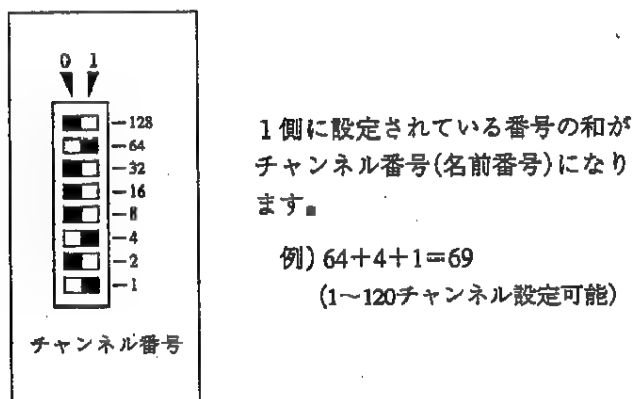 0 1
-128
-64
-32
-16
-8
-4
-2
-1
チャンネル番号
1側に設定されている番号の和が
チャンネル番号(名前番号)になり
ます。
例) 64+4+1=69
(1~120チャンネル設定可能)